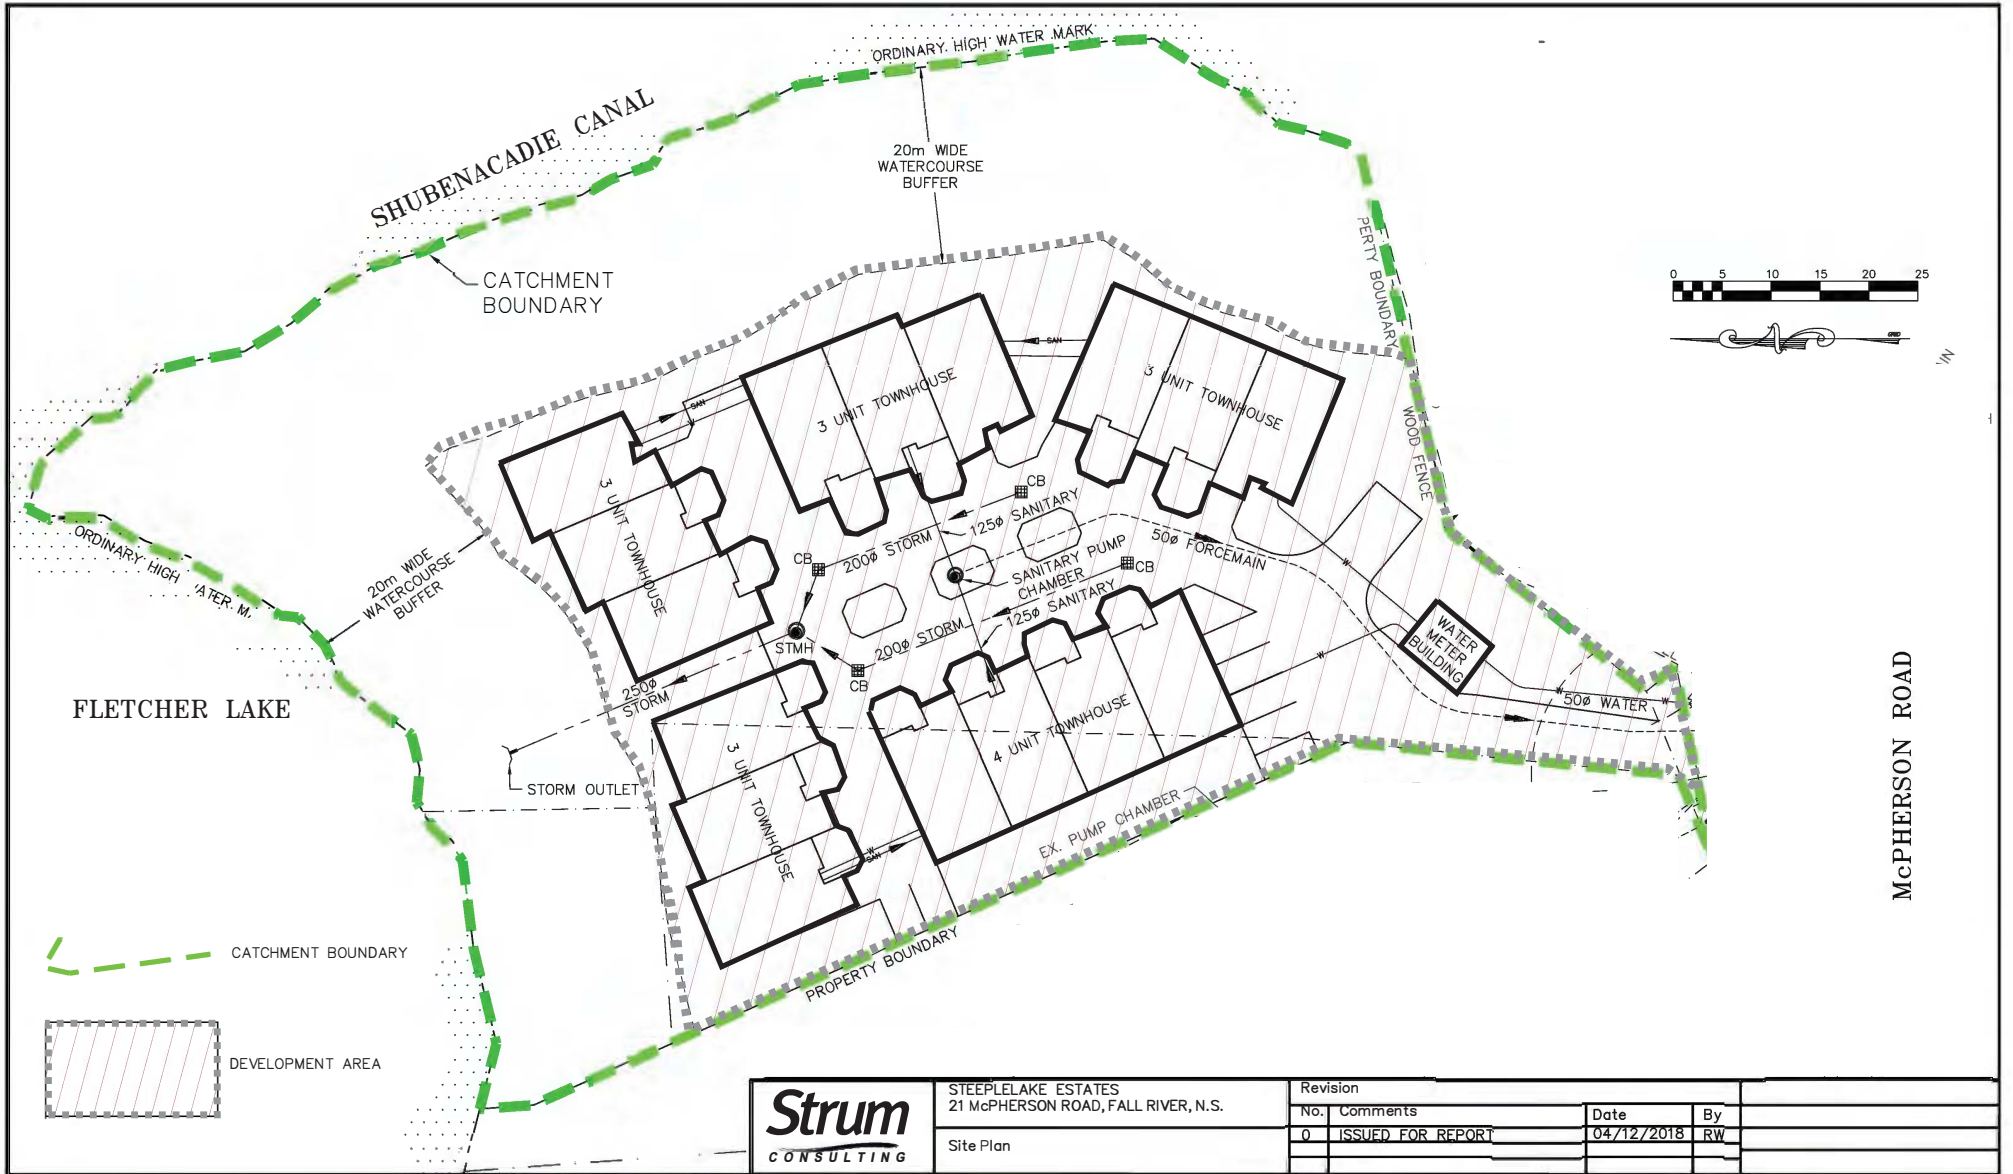 ORDINARY HIGH WATER MARK
SHUBENACADIE CANAL
20m WIDE
WATERCOURSE
BUFFER
CATCHMENT
BOUNDARY
PERTY BOUNDARY
0 5 10 15 20 25
GRID
N
3 UNIT TOWNHOUSE
SAN
3 UNIT TOWNHOUSE
SAN
W
3 UNIT TOWNHOUSE
WOOD FENCE
CB
125ø SANITARY
200ø STORM
CB
50ø FORCEMAIN
SANITARY PUMP
CHAMBER
CB
125ø SANITARY
200ø STORM
STMH
CB
W
W
WATER
METER
BUILDING
W
50ø WATER
W
ORDINARY HIGH
ATER M
20m WIDE
WATERCOURSE
BUFFER
FLETCHER LAKE
250ø
STORM
STORM OUTLET
3 UNIT TOWNHOUSE
W
SAN
4 UNIT TOWNHOUSE
EX. PUMP CHAMBER
PROPERTY BOUNDARY
McPHERSON ROAD
CATCHMENT BOUNDARY
DEVELOPMENT AREA
Strum
CONSULTING
STEEPLELAKE ESTATES
21 McPHERSON ROAD, FALL RIVER, N.S.
Site Plan
Revision
No. Comments Date By
0 ISSUED FOR REPORT 04/12/2018 RW